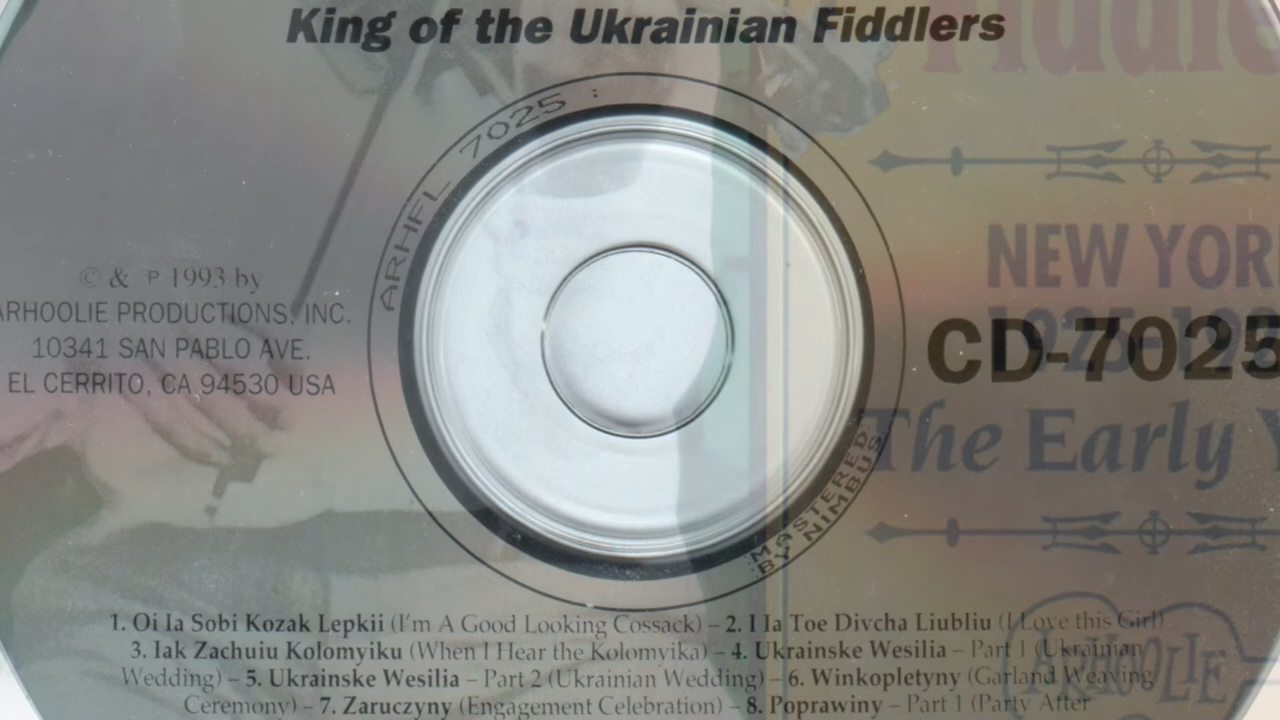 King of the Ukrainian Fiddlers
ARHFL 7025 :
NEW YORK
© & P 1993 by
ARHOOLIE PRODUCTIONS, INC.
10341 SAN PABLO AVE.
EL CERRITO, CA 94530 USA
CD-7025
The Early
MASTERED
BY NIMBUS
1. Oi Ia Sobi Kozak Lepkii (I'm A Good Looking Cossack) – 2. I Ia Toe Divcha Liubliu (I Love this Girl)
3. Iak Zachuiu Kolomyiku (When I Hear the Kolomyika) – 4. Ukrainske Wesilia – Part 1 (Ukrainian
Wedding) – 5. Ukrainske Wesilia – Part 2 (Ukrainian Wedding) – 6. Winkopletyny (Garland Weaving
Ceremony) – 7. Zaruczyny (Engagement Celebration) – 8. Poprawiny – Part 1 (Party After
ARHOOLIE